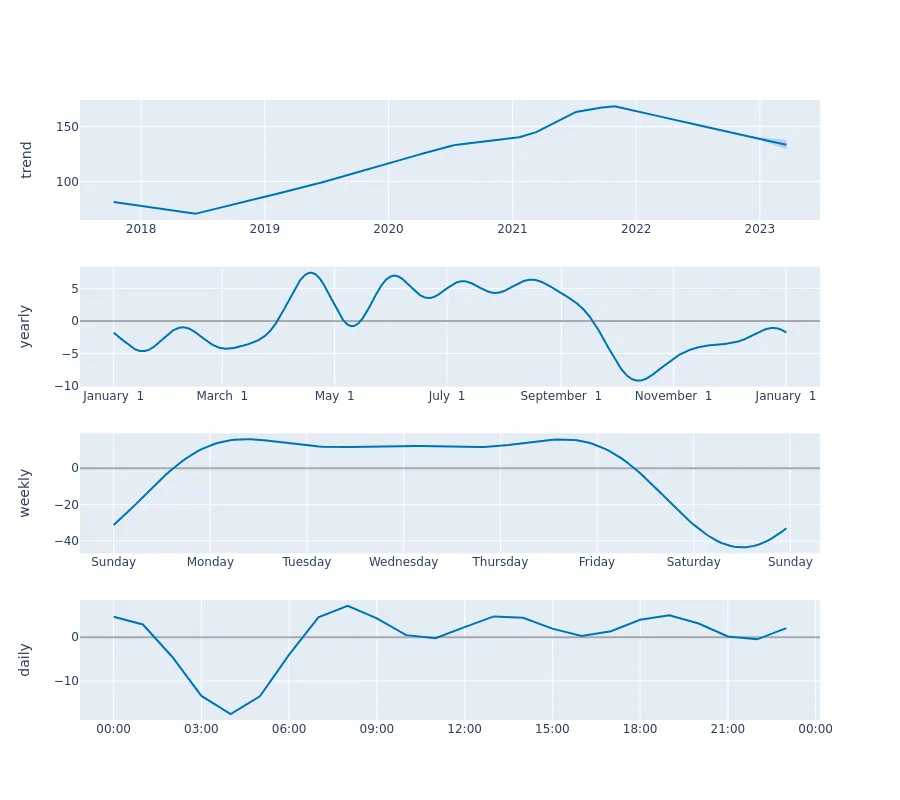 trend
150
100
2018 2019 2020 2021 2022 2023
yearly
5
0
−5
−10
January 1 March 1 May 1 July 1 September 1 November 1 January 1
weekly
0
−20
−40
Sunday Monday Tuesday Wednesday Thursday Friday Saturday Sunday
daily
0
−10
00:00 03:00 06:00 09:00 12:00 15:00 18:00 21:00 00:00